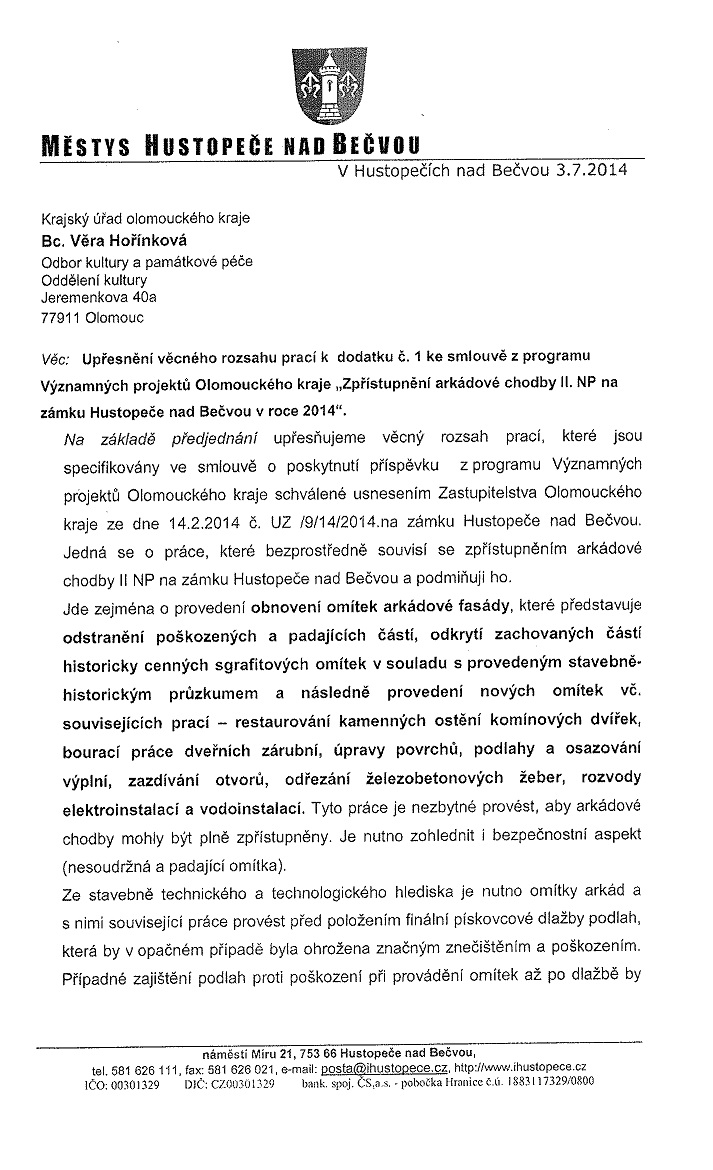 MĚSTYS HUSTOPEČE NAD BEČVOU
V Hustopečích nad Bečvou 3.7.2014
Krajský úřad olomouckého kraje
Bc. Věra Hořínková
Odbor kultury a památkové péče
Oddělení kultury
Jeremenkova 40a
77911 Olomouc
Věc: Upřesnění věcného rozsahu prací k dodatku č. 1 ke smlouvě z programu
Významných projektů Olomouckého kraje „Zpřístupnění arkádové chodby II. NP na
zámku Hustopeče nad Bečvou v roce 2014“.
Na základě předjednání upřesňujeme věcný rozsah prací, které jsou
specifikovány ve smlouvě o poskytnutí příspěvku z programu Významných
projektů Olomouckého kraje schválené usnesením Zastupitelstva Olomouckého
kraje ze dne 14.2.2014 č. UZ /9/14/2014.na zámku Hustopeče nad Bečvou.
Jedná se o práce, které bezprostředně souvisí se zpřístupněním arkádové
chodby II NP na zámku Hustopeče nad Bečvou a podmiňují ho.
Jde zejména o provedení obnovení omítek arkádové fasády, které představuje
odstranění poškozených a padajících částí, odkrytí zachovaných částí
historicky cenných sgrafitových omítek v souladu s provedeným stavebně-
historickým průzkumem a následně provedení nových omítek vč.
souvisejících prací – restaurování kamenných ostění komínových dvířek,
bourací práce dveřních zárubní, úpravy povrchů, podlahy a osazování
výplní, zazdívání otvorů, odřezání železobetonových žeber, rozvody
elektroinstalací a vodoinstalací. Tyto práce je nezbytné provést, aby arkádové
chodby mohly být plně zpřístupněny. Je nutno zohlednit i bezpečnostní aspekt
(nesoudržná a padající omítka).
Ze stavebně technického a technologického hlediska je nutno omítky arkád a
s nimi související práce provést před položením finální pískovcové dlažby podlah,
která by v opačném případě byla ohrožena značným znečištěním a poškozením.
Případné zajištění podlah proti poškození při provádění omítek až po dlažbě by
náměstí Míru 21, 753 66 Hustopeče nad Bečvou,
tel. 581 626 111, fax: 581 626 021, e-mail: posta@ihustopece.cz, http://www.ihustopece.cz
IČO: 00301329 DIČ: CZ00301329 bank. spoj. ČS,a.s. - pobočka Hranice č.ú. 1883117329/0800